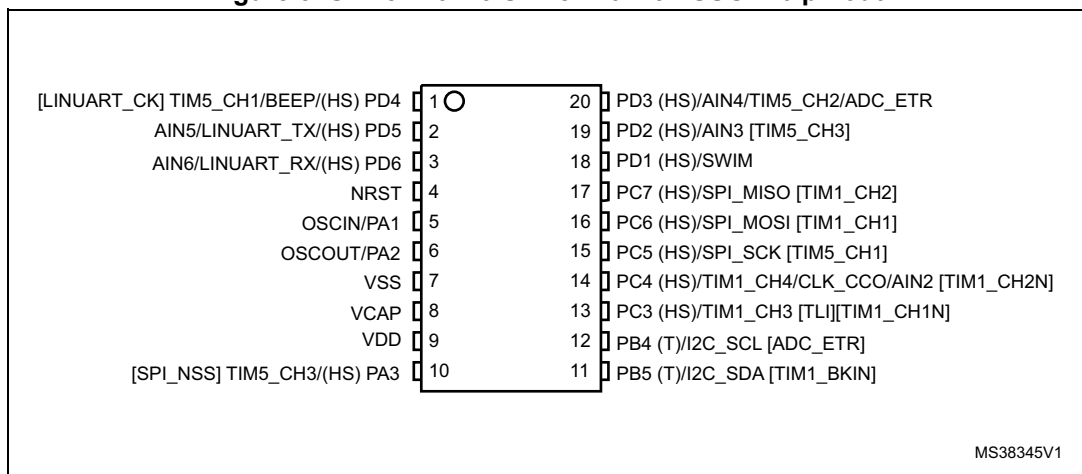 [LINUART_CK] TIM5_CH1/BEEP/(HS) PD4 1 20 PD3 (HS)/AIN4/TIM5_CH2/ADC_ETR
AIN5/LINUART_TX/(HS) PD5 2 19 PD2 (HS)/AIN3 [TIM5_CH3]
AIN6/LINUART_RX/(HS) PD6 3 18 PD1 (HS)/SWIM
NRST 4 17 PC7 (HS)/SPI_MISO [TIM1_CH2]
OSCIN/PA1 5 16 PC6 (HS)/SPI_MOSI [TIM1_CH1]
OSCOUT/PA2 6 15 PC5 (HS)/SPI_SCK [TIM5_CH1]
VSS 7 14 PC4 (HS)/TIM1_CH4/CLK_CCO/AIN2 [TIM1_CH2N]
VCAP 8 13 PC3 (HS)/TIM1_CH3 [TLI][TIM1_CH1N]
VDD 9 12 PB4 (T)/I2C_SCL [ADC_ETR]
[SPI_NSS] TIM5_CH3/(HS) PA3 10 11 PB5 (T)/I2C_SDA [TIM1_BKIN]
MS38345V1